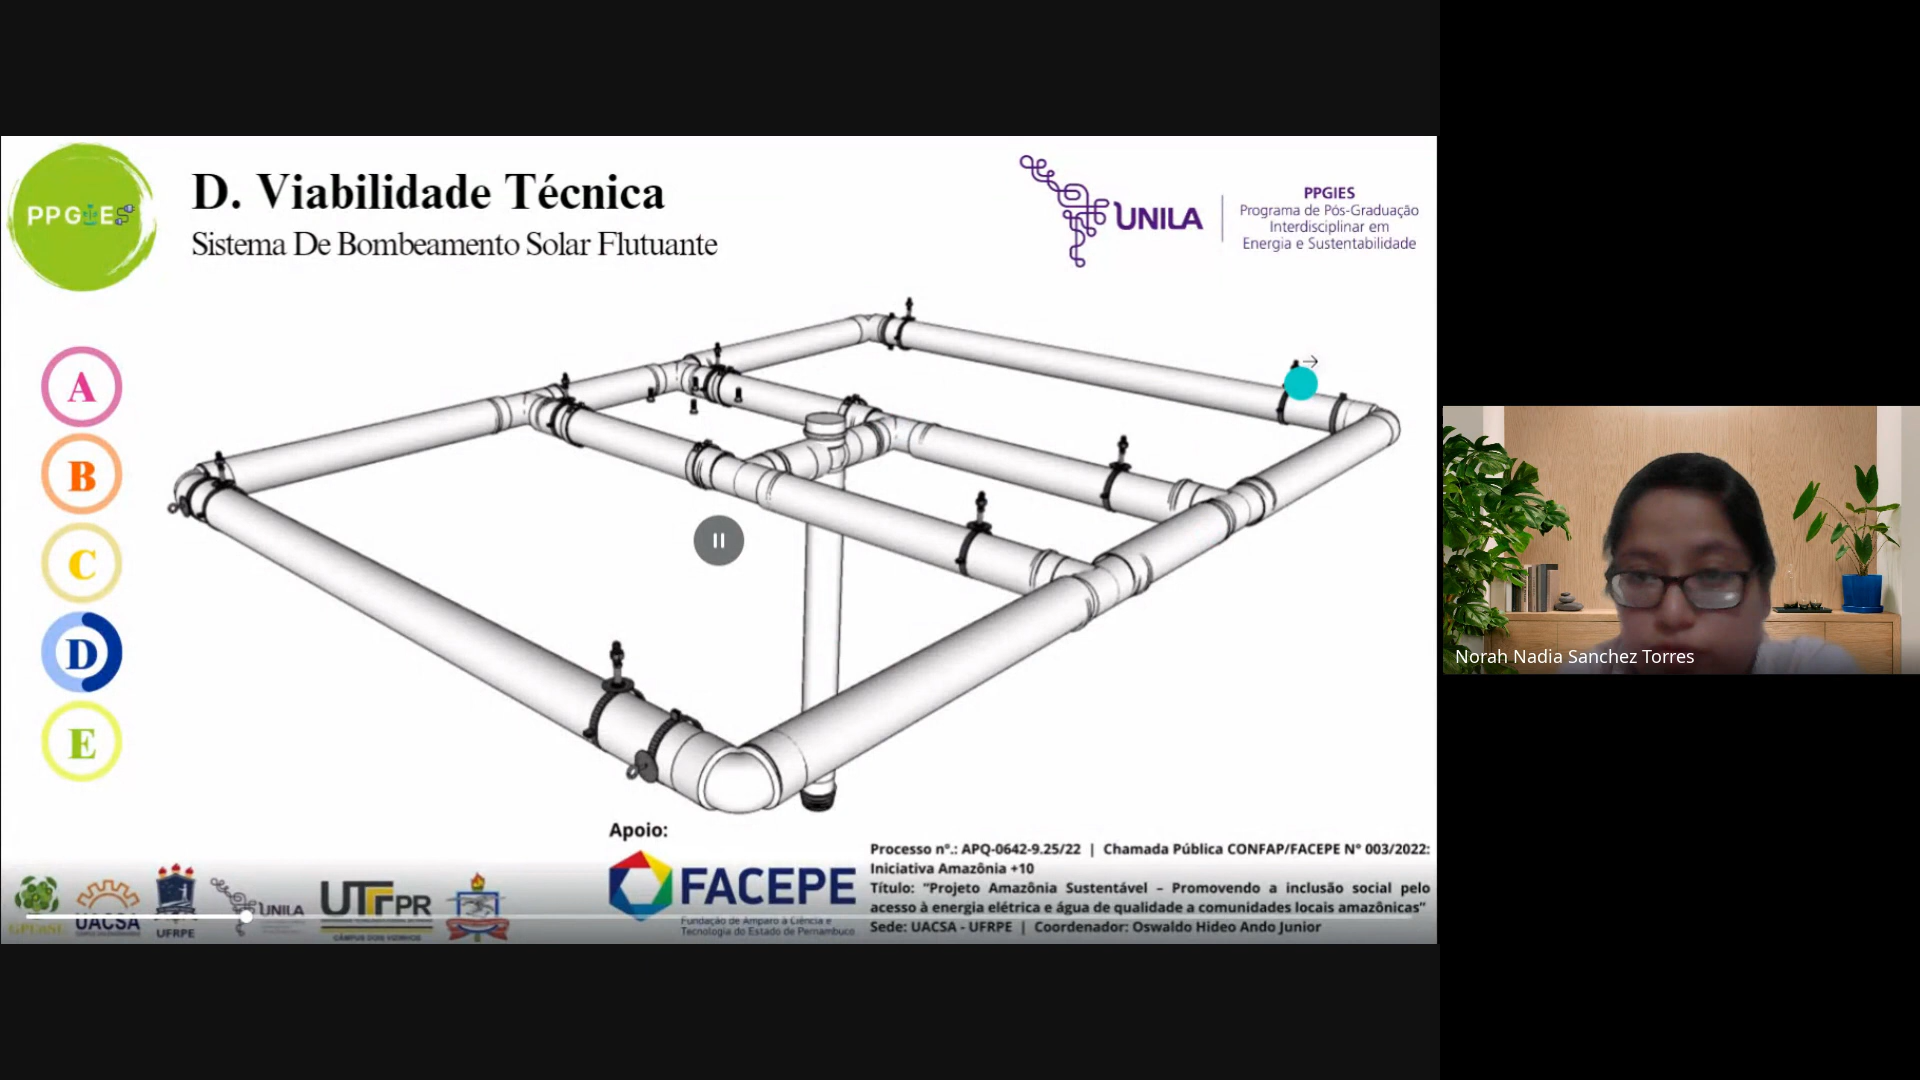 PPGIES
D. Viabilidade Técnica
Sistema De Bombeamento Solar Flutuante
UNILA
PPGIES
Programa de Pós-Graduação
Interdisciplinar em
Energia e Sustentabilidade
A
B
C
D
E
Norah Nadia Sanchez Torres
Apoio:
FACEPE
Fundação de Amparo à Ciência e
Tecnologia do Estado de Pernambuco
Processo nº.: APQ-0642-9.25/22 | Chamada Pública CONFAP/FACEPE Nº 003/2022:
Iniciativa Amazônia +10
Título: “Projeto Amazônia Sustentável – Promovendo a inclusão social pelo
acesso à energia elétrica e água de qualidade a comunidades locais amazônicas”
Sede: UACSA - UFRPE | Coordenador: Oswaldo Hideo Ando Junior
UACSA
UFRPE
UNILA
UTFPR
CÂMPUS DOIS VIZINHOS